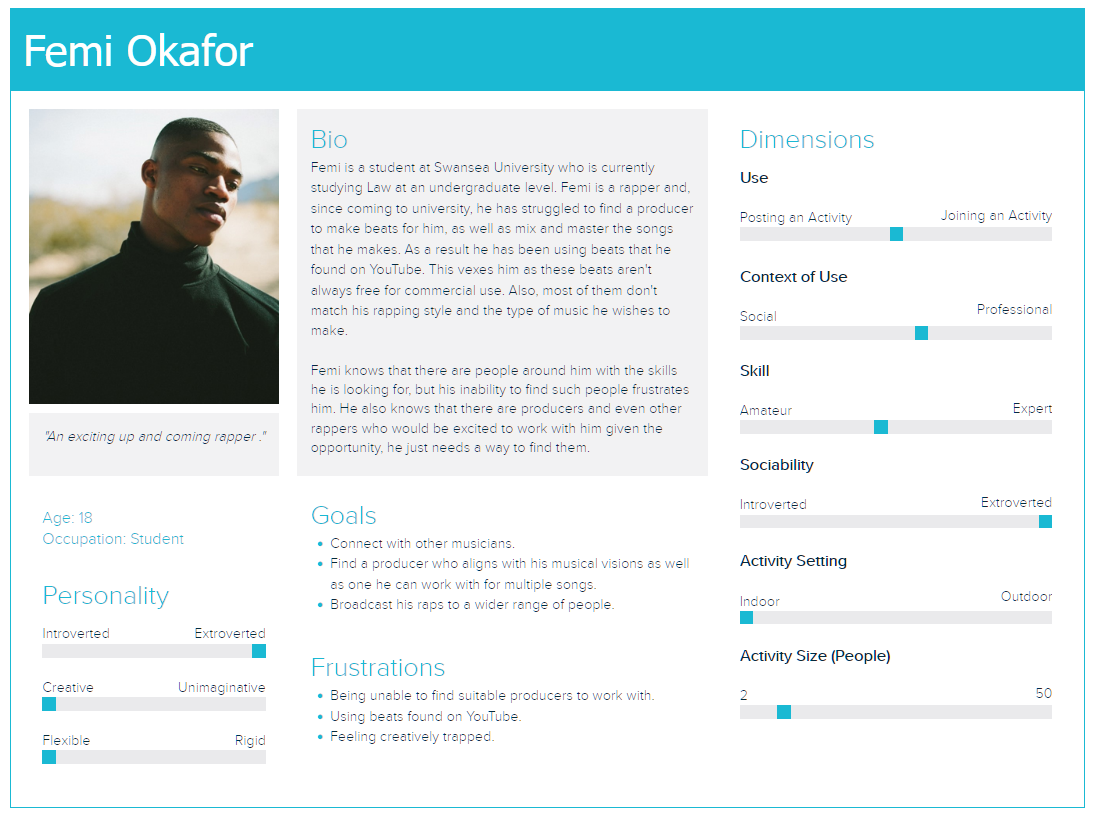 Femi Okafor
"An exciting up and coming rapper ."
Age: 18
Occupation: Student
Personality
Introverted Extroverted
Creative Unimaginative
Flexible Rigid
Bio
Femi is a student at Swansea University who is currently
studying Law at an undergraduate level. Femi is a rapper and,
since coming to university, he has struggled to find a producer
to make beats for him, as well as mix and master the songs
that he makes. As a result he has been using beats that he
found on YouTube. This vexes him as these beats aren't
always free for commercial use. Also, most of them don't
match his rapping style and the type of music he wishes to
make.
Femi knows that there are people around him with the skills
he is looking for, but his inability to find such people frustrates
him. He also knows that there are producers and even other
rappers who would be excited to work with him given the
opportunity, he just needs a way to find them.
Goals
• Connect with other musicians.
• Find a producer who aligns with his musical visions as well
as one he can work with for multiple songs.
• Broadcast his raps to a wider range of people.
Frustrations
• Being unable to find suitable producers to work with.
• Using beats found on YouTube.
• Feeling creatively trapped.
Dimensions
Use
Posting an Activity Joining an Activity
Context of Use
Social Professional
Skill
Amateur Expert
Sociability
Introverted Extroverted
Activity Setting
Indoor Outdoor
Activity Size (People)
2 50